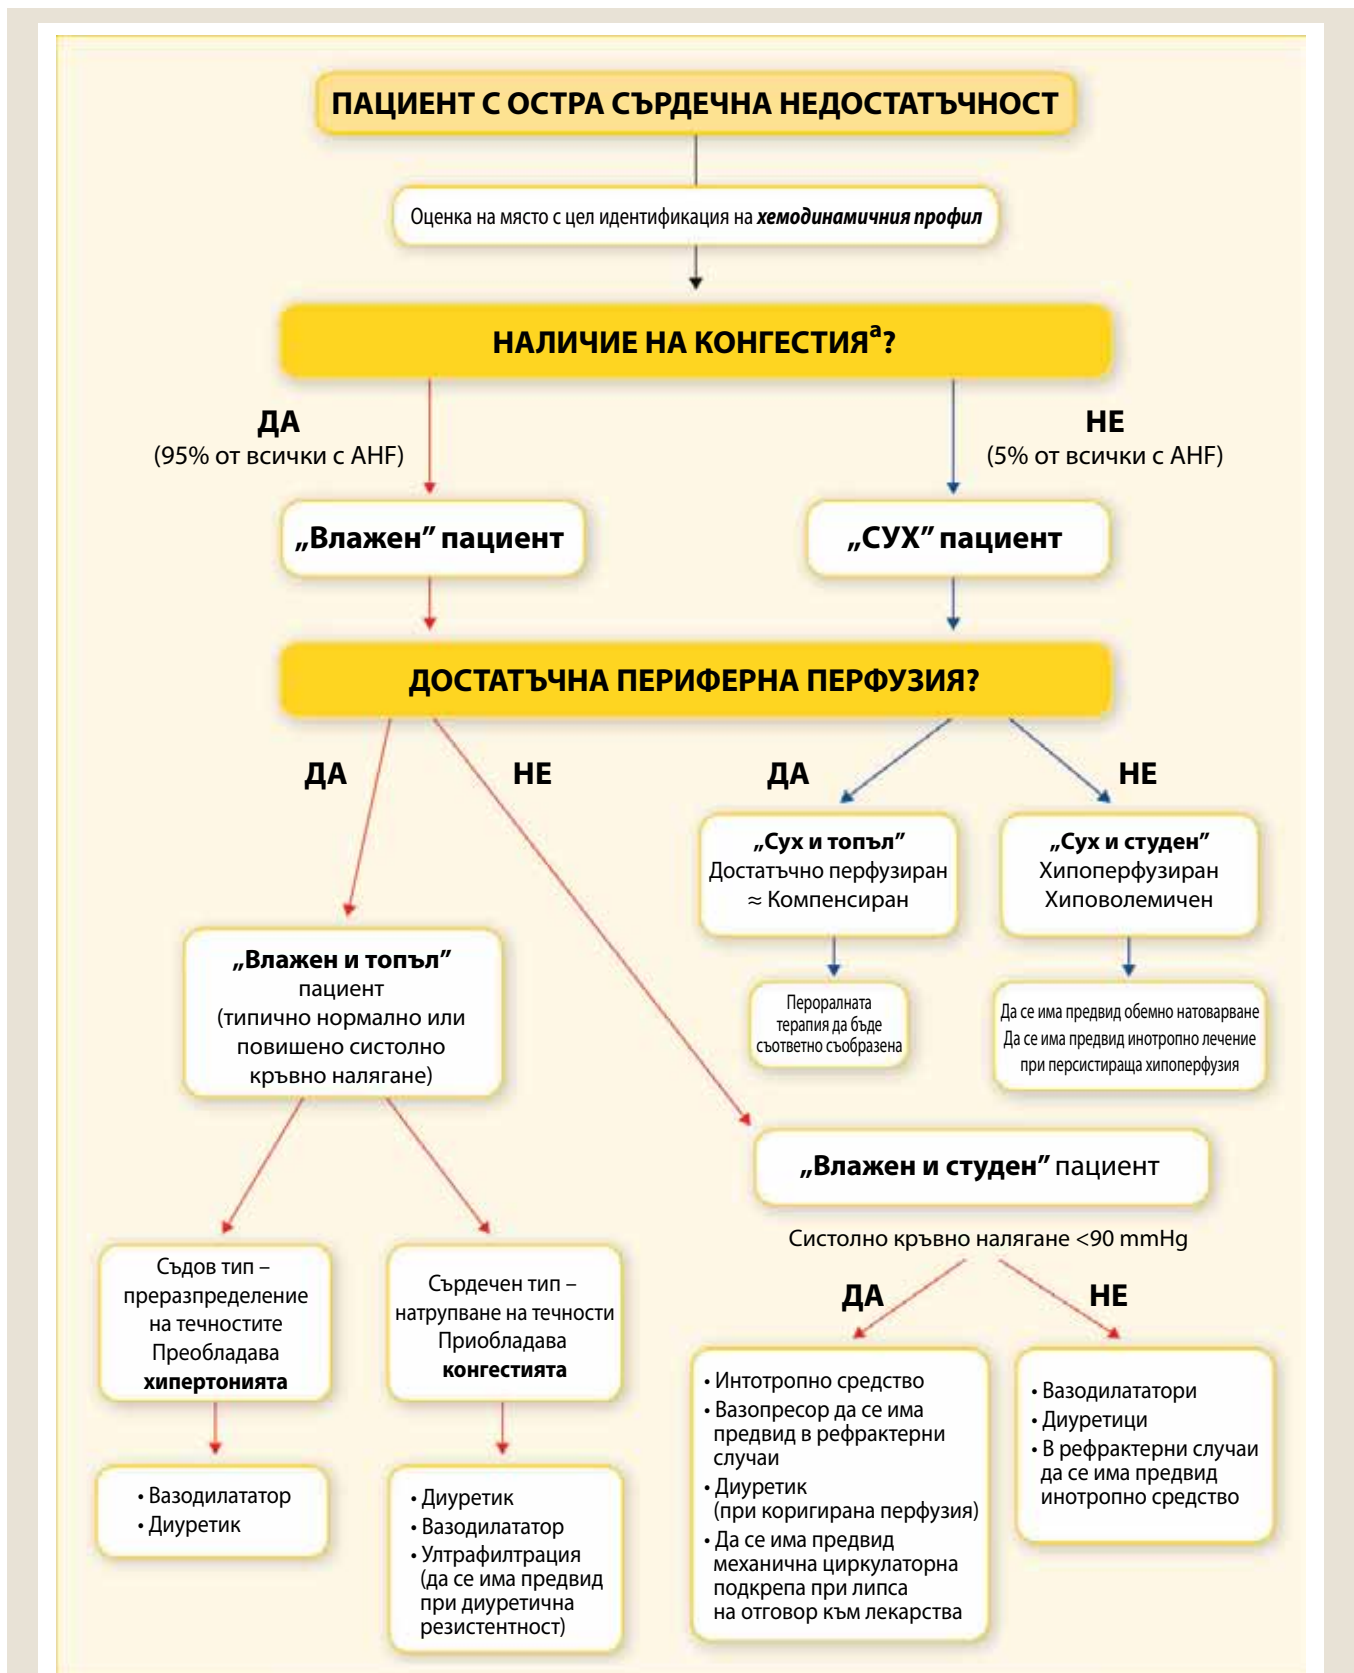 ПАЦИЕНТ С ОСТРА СЪРДЕЧНА НЕДОСТАТЪЧНОСТ
Оценка на място с цел идентификация на хемодинамичния профил
НАЛИЧИЕ НА КОНГЕСТИЯа?
ДА
(95% от всички с AHF)
НЕ
(5% от всички с AHF)
„Влажен” пациент
„СУХ” пациент
ДОСТАТЪЧНА ПЕРИФЕРНА ПЕРФУЗИЯ?
ДА
НЕ
ДА
НЕ
„Сух и топъл”
Достатъчно перфузиран
≈ Компенсиран
„Сух и студен”
Хипоперфузиран
Хиповолемичен
„Влажен и топъл”
пациент
(типично нормално или
повишено систолно
кръвно налягане)
Пероралната
терапия да бъде
съответно съобразена
Да се има предвид обемно натоварване
Да се има предвид инотропно лечение
при персистираща хипоперфузия
„Влажен и студен” пациент
Систолно кръвно налягане <90 mmHg
ДА
НЕ
Съдов тип –
преразпределение
на течностите
Преобладава
хипертонията
Сърдечен тип –
натрупване на течности
Приобладава
конгестията
• Вазодилататор
• Диуретик
• Диуретик
• Вазодилататор
• Ултрафилтрация
(да се има предвид
при диуретична
резистентност)
• Интотропно средство
• Вазопресор да се има
предвид в рефрактерни
случаи
• Диуретик
(при коригирана перфузия)
• Да се има предвид
механична циркулаторна
подкрепа при липса
на отговор към лекарства
• Вазодилататори
• Диуретици
• В рефрактерни случаи
да се има предвид
инотропно средство